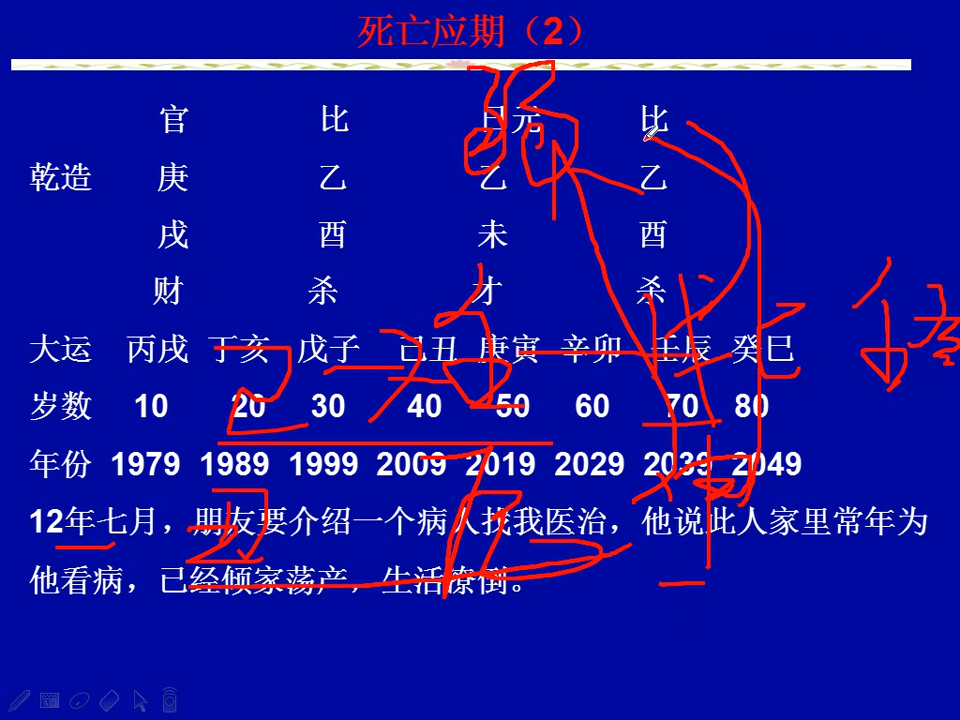 死亡应期（2）
官 比 日元 比
乾造 庚 乙 乙 乙
戌 酉 未 酉
财 杀 才 杀
大运 丙戌 丁亥 戊子 己丑 庚寅 辛卯 壬辰 癸巳
岁数 10 20 30 40 50 60 70 80
年份 1979 1989 1999 2009 2019 2029 2039 2049
12年七月，朋友要介绍一个病人找我医治，他说此人家里常年为
他看病，已经倾家荡产，生活潦倒。